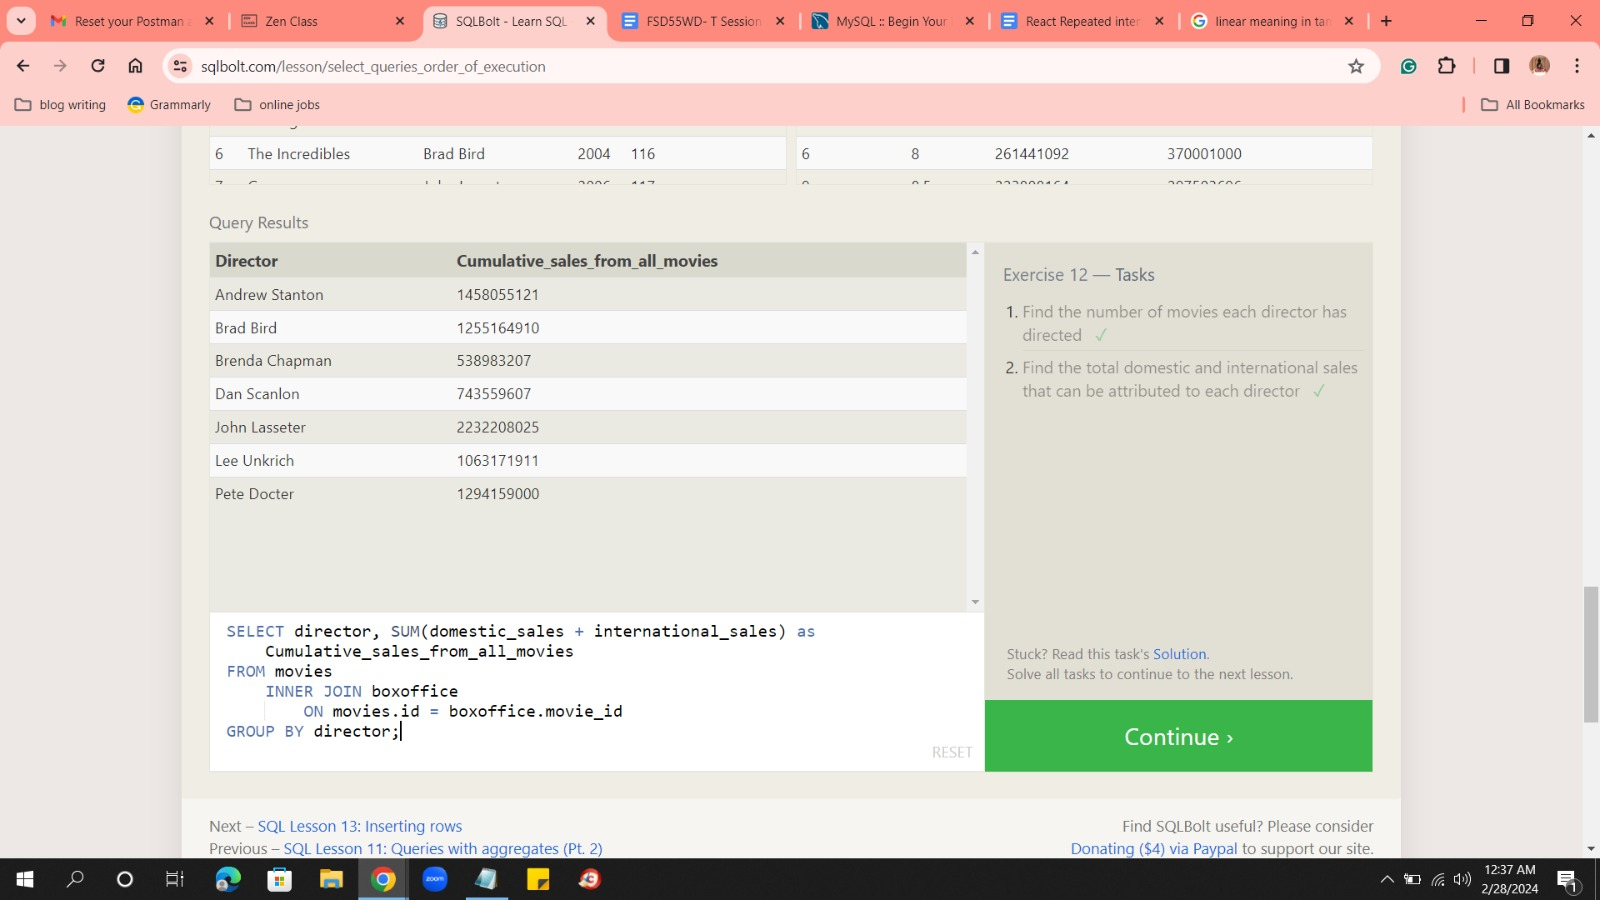 Reset your Postman a
Zen Class
SQLBolt - Learn SQL
FSD55WD- T Session
MySQL :: Begin Your
React Repeated inter
linear meaning in tam
sqlbolt.com/lesson/select_queries_order_of_execution
blog writing
Grammarly
online jobs
All Bookmarks
6 The Incredibles Brad Bird 2004 116
6 8 261441092 370001000
Query Results
Director Cumulative_sales_from_all_movies
Andrew Stanton 1458055121
Brad Bird 1255164910
Brenda Chapman 538983207
Dan Scanlon 743559607
John Lasseter 2232208025
Lee Unkrich 1063171911
Pete Docter 1294159000
Exercise 12 — Tasks
1. Find the number of movies each director has
directed ✓
2. Find the total domestic and international sales
that can be attributed to each director ✓
SELECT director, SUM(domestic_sales + international_sales) as
Cumulative_sales_from_all_movies
FROM movies
INNER JOIN boxoffice
ON movies.id = boxoffice.movie_id
GROUP BY director;
RESET
Stuck? Read this task's Solution.
Solve all tasks to continue to the next lesson.
Continue ›
Next – SQL Lesson 13: Inserting rows
Previous – SQL Lesson 11: Queries with aggregates (Pt. 2)
Find SQLBolt useful? Please consider
Donating ($4) via Paypal to support our site.
zoom
12:37 AM
2/28/2024
1